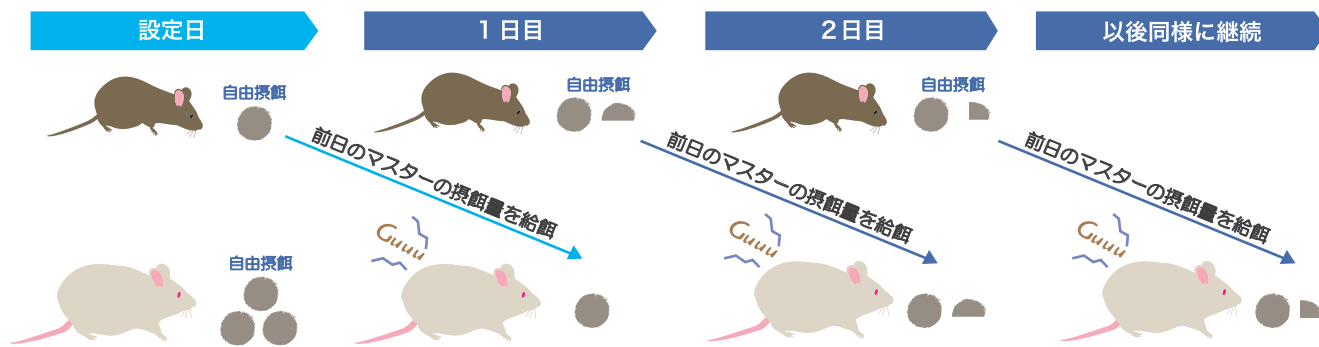 設定日
1日目
2日目
以後同様に継続
自由摂餌
自由摂餌
自由摂餌
前日のマスターの摂餌量を給餌
前日のマスターの摂餌量を給餌
前日のマスターの摂餌量を給餌
自由摂餌
Guuu
Guuu
Guuu